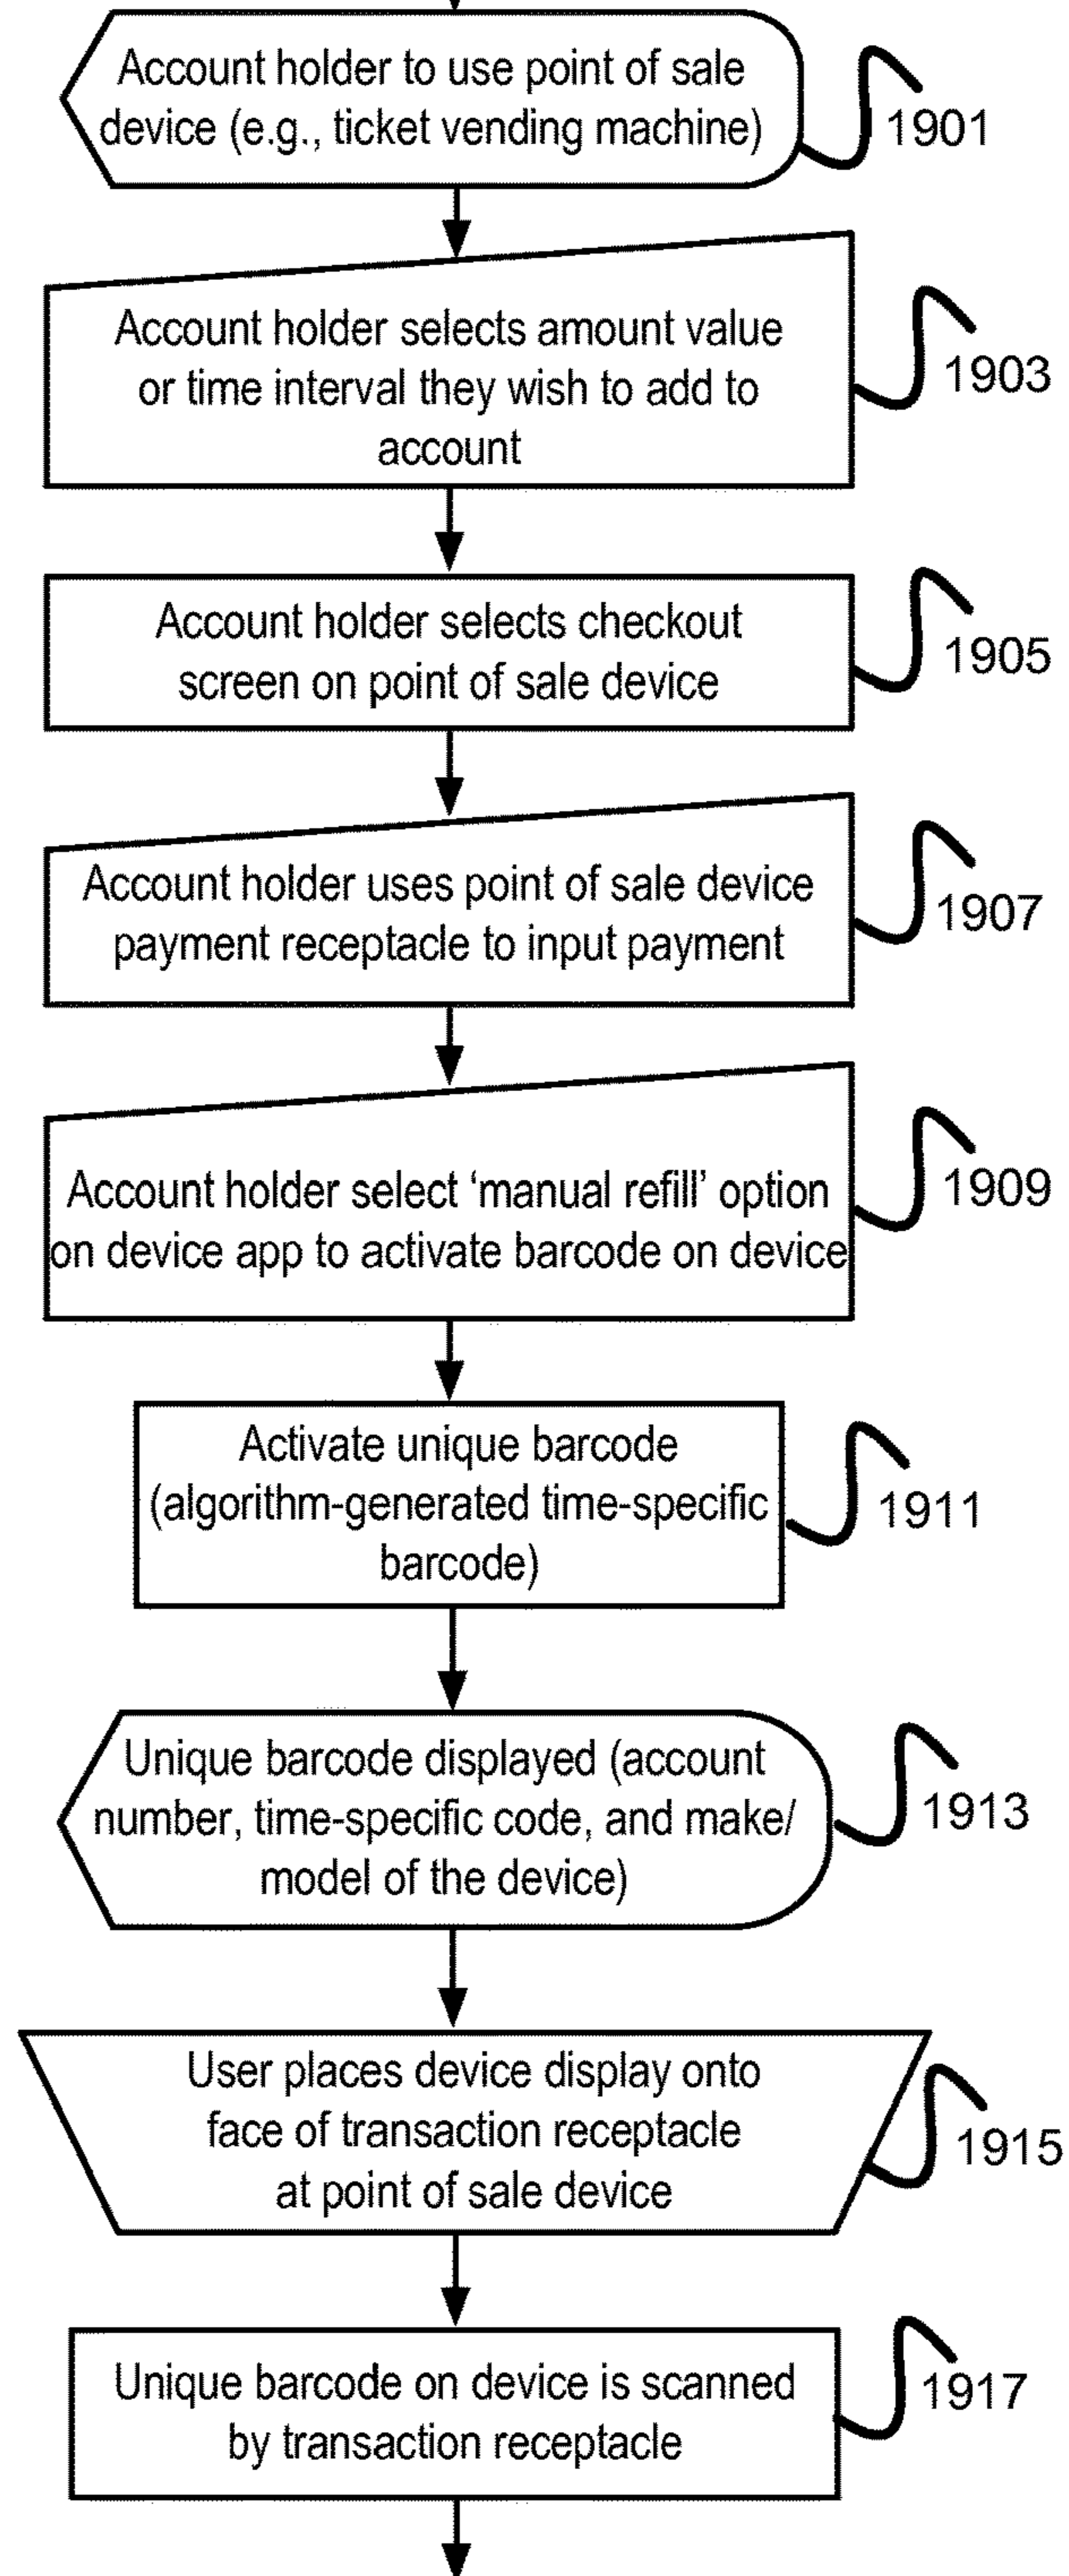 Account holder to use point of sale
device (e.g., ticket vending machine)
1901
Account holder selects amount value
or time interval they wish to add to
account
1903
Account holder selects checkout
screen on point of sale device
1905
Account holder uses point of sale device
payment receptacle to input payment
1907
Account holder select ‘manual refill’ option
on device app to activate barcode on device
1909
Activate unique barcode
(algorithm-generated time-specific
barcode)
1911
Unique barcode displayed (account
number, time-specific code, and make/
model of the device)
1913
User places device display onto
face of transaction receptacle
at point of sale device
1915
Unique barcode on device is scanned
by transaction receptacle
1917